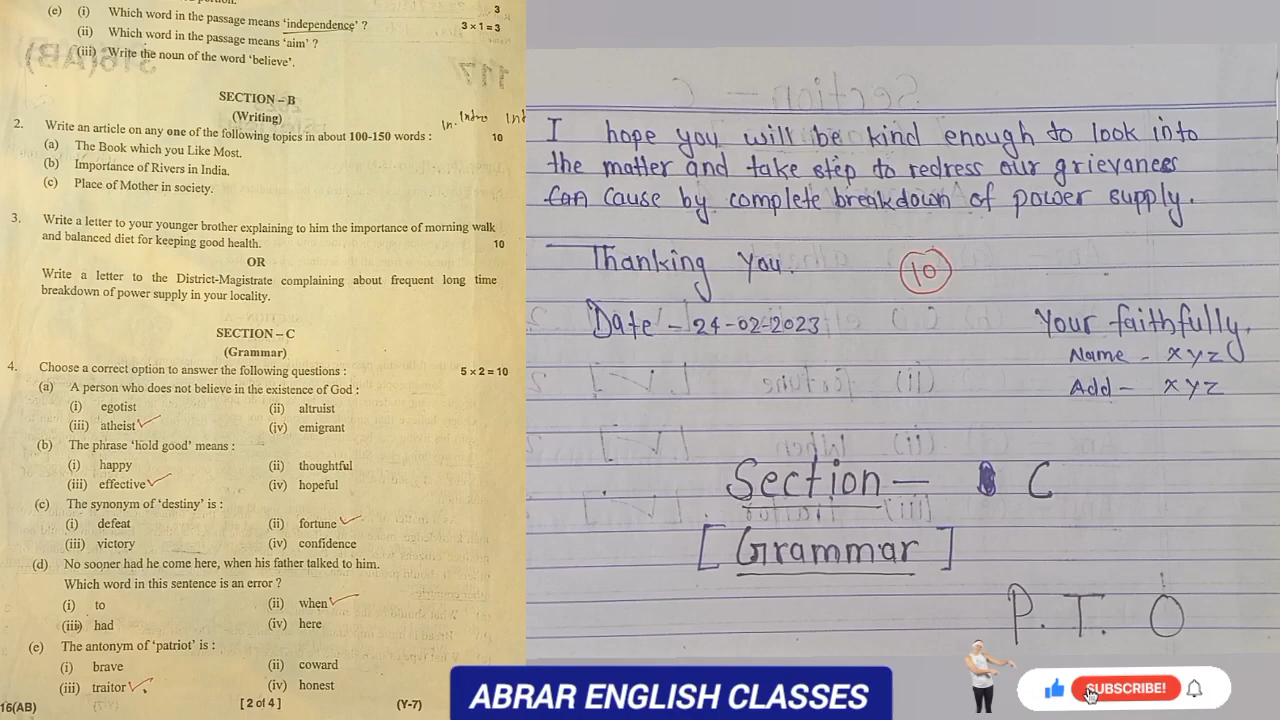 3
(e) (i) Which word in the passage means ‘independence’ ? 3 × 1 = 3
(ii) Which word in the passage means ‘aim’ ?
(iii) Write the noun of the word ‘believe’.
SECTION – B
(Writing)
2. Write an article on any one of the following topics in about 100-150 words : 10
(a) The Book which you Like Most.
(b) Importance of Rivers in India.
(c) Place of Mother in society.
3. Write a letter to your younger brother explaining to him the importance of morning walk
and balanced diet for keeping good health. 10
OR
Write a letter to the District-Magistrate complaining about frequent long time
breakdown of power supply in your locality.
SECTION – C
(Grammar)
4. Choose a correct option to answer the following questions : 5 × 2 = 10
(a) A person who does not believe in the existence of God :
(i) egotist (ii) altruist
(iii) atheist (iv) emigrant
(b) The phrase ‘hold good’ means :
(i) happy (ii) thoughtful
(iii) effective (iv) hopeful
(c) The synonym of ‘destiny’ is :
(i) defeat (ii) fortune
(iii) victory (iv) confidence
(d) No sooner had he come here, when his father talked to him.
Which word in this sentence is an error ?
(i) to (ii) when
(iii) had (iv) here
(e) The antonym of ‘patriot’ is :
(i) brave (ii) coward
(iii) traitor (iv) honest
16(AB) [ 2 of 4 ] (Y-7)
I hope you will be kind enough to look into
the matter and take step to redress our grievances
cause by complete breakdown of power supply.
Thanking you.
10
Date - 24-02-2023 Your faithfully,
Name - xyz
Add - xyz
Section — C
[ Grammar ]
P. T. O
ABRAR ENGLISH CLASSES
SUBSCRIBE!